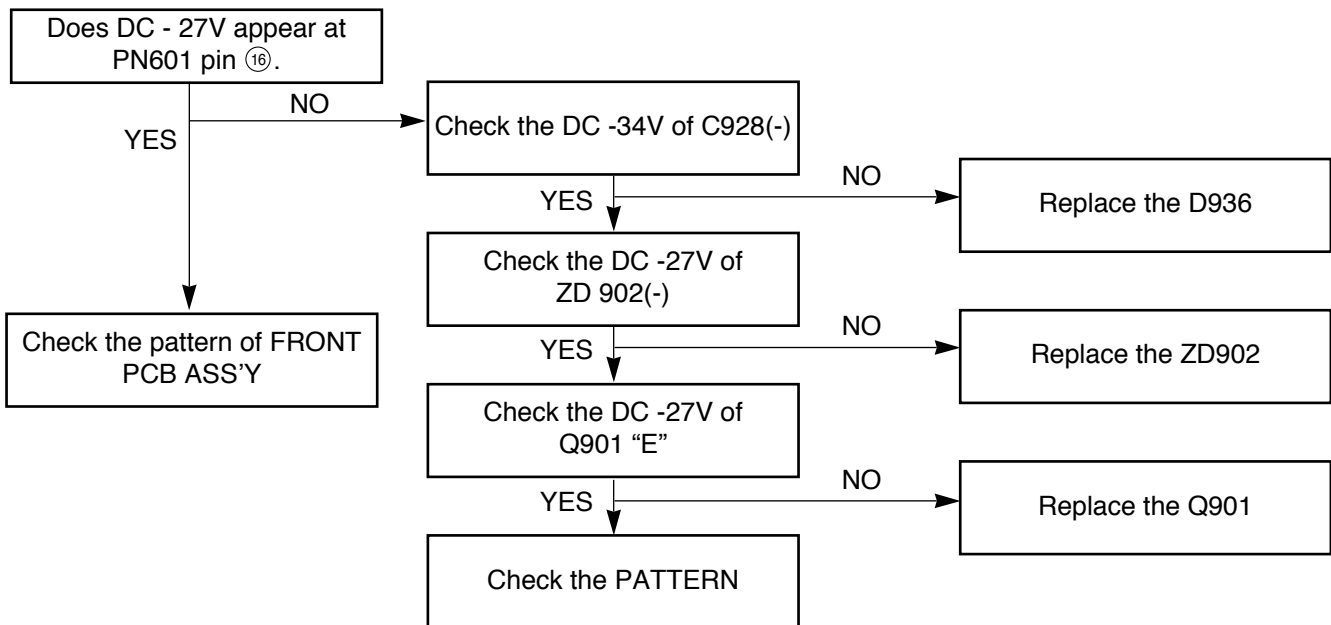 Does DC - 27V appear at
PN601 pin ⑯.
NO
YES
Check the DC -34V of C928(-)
NO
YES
Replace the D936
Check the DC -27V of
ZD 902(-)
Check the pattern of FRONT
PCB ASS’Y
NO
YES
Replace the ZD902
Check the DC -27V of
Q901 “E”
NO
YES
Replace the Q901
Check the PATTERN